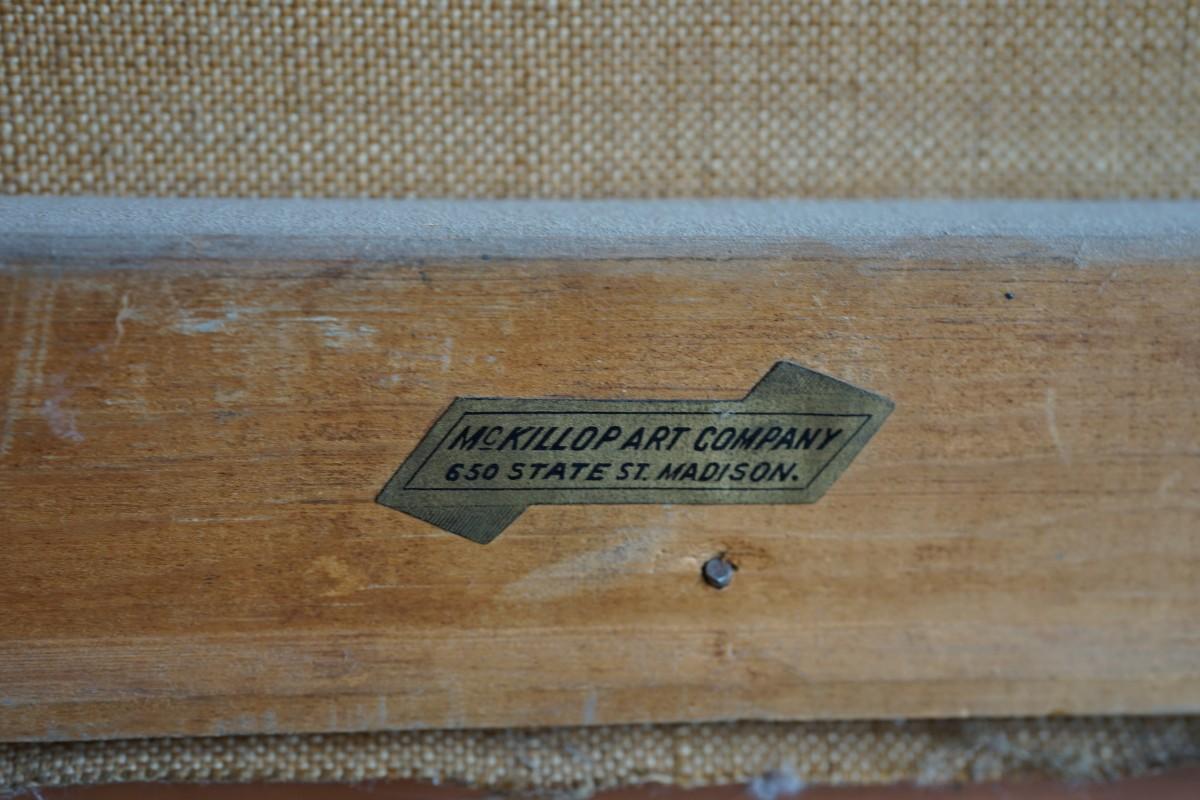 McKILLOP ART COMPANY
650 STATE ST. MADISON.